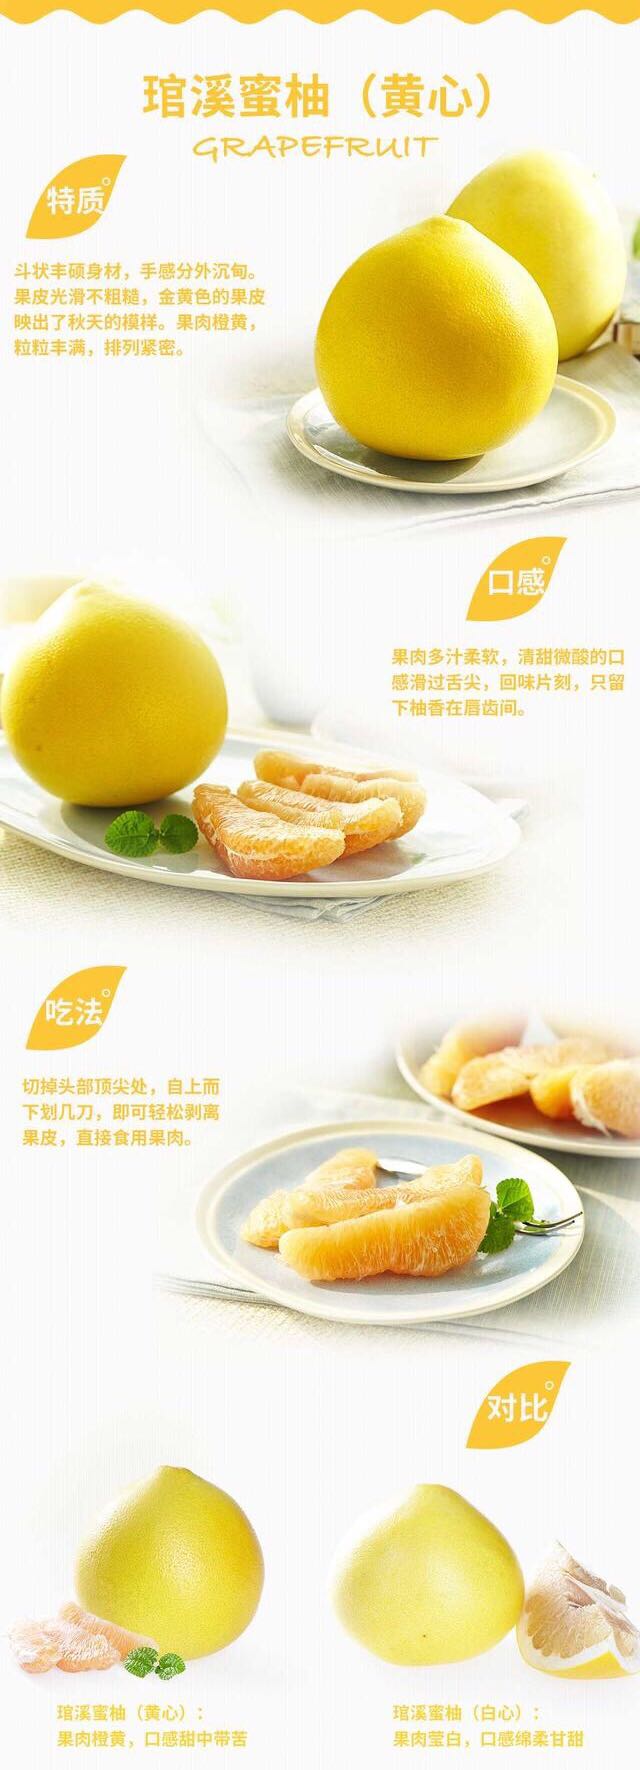 琯溪蜜柚（黄心）
GRAPEFRUIT
特质
斗状丰硕身材，手感分外沉甸。
果皮光滑不粗糙，金黄色的果皮
映出了秋天的模样。果肉橙黄，
粒粒丰满，排列紧密。
口感
果肉多汁柔软，清甜微酸的口
感滑过舌尖，回味片刻，只留
下柚香在唇齿间。
吃法
切掉头部顶尖处，自上而
下划几刀，即可轻松剥离
果皮，直接食用果肉。
对比
琯溪蜜柚（黄心）：
果肉橙黄，口感甜中带苦
琯溪蜜柚（白心）：
果肉莹白，口感绵柔甘甜